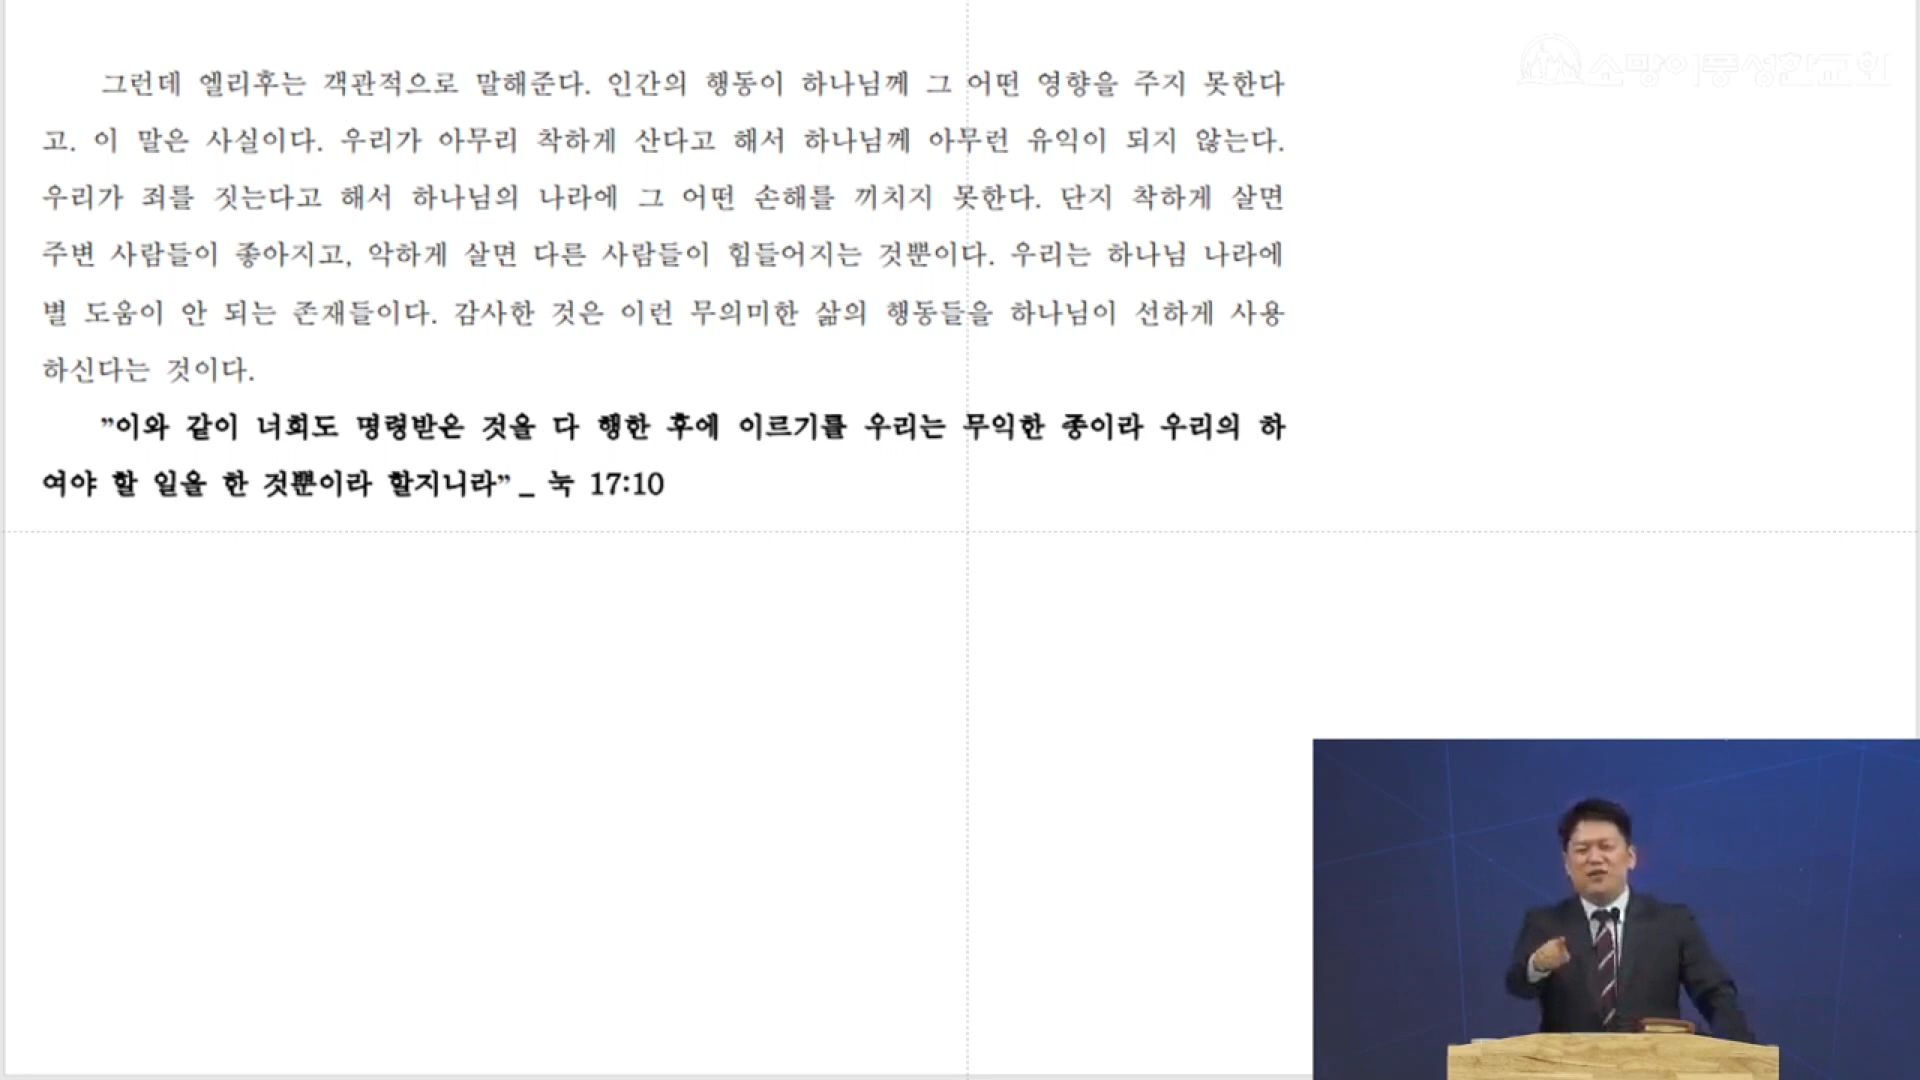 소망이풍성한교회
그런데 엘리후는 객관적으로 말해준다. 인간의 행동이 하나님께 그 어떤 영향을 주지 못한다
고. 이 말은 사실이다. 우리가 아무리 착하게 산다고 해서 하나님께 아무런 유익이 되지 않는다.
우리가 죄를 짓는다고 해서 하나님의 나라에 그 어떤 손해를 끼치지 못한다. 단지 착하게 살면
주변 사람들이 좋아지고, 악하게 살면 다른 사람들이 힘들어지는 것뿐이다. 우리는 하나님 나라에
별 도움이 안 되는 존재들이다. 감사한 것은 이런 무의미한 삶의 행동들을 하나님이 선하게 사용
하신다는 것이다.
”이와 같이 너희도 명령받은 것을 다 행한 후에 이르기를 우리는 무익한 종이라 우리의 하
여야 할 일을 한 것뿐이라 할지니라” _ 눅 17:10